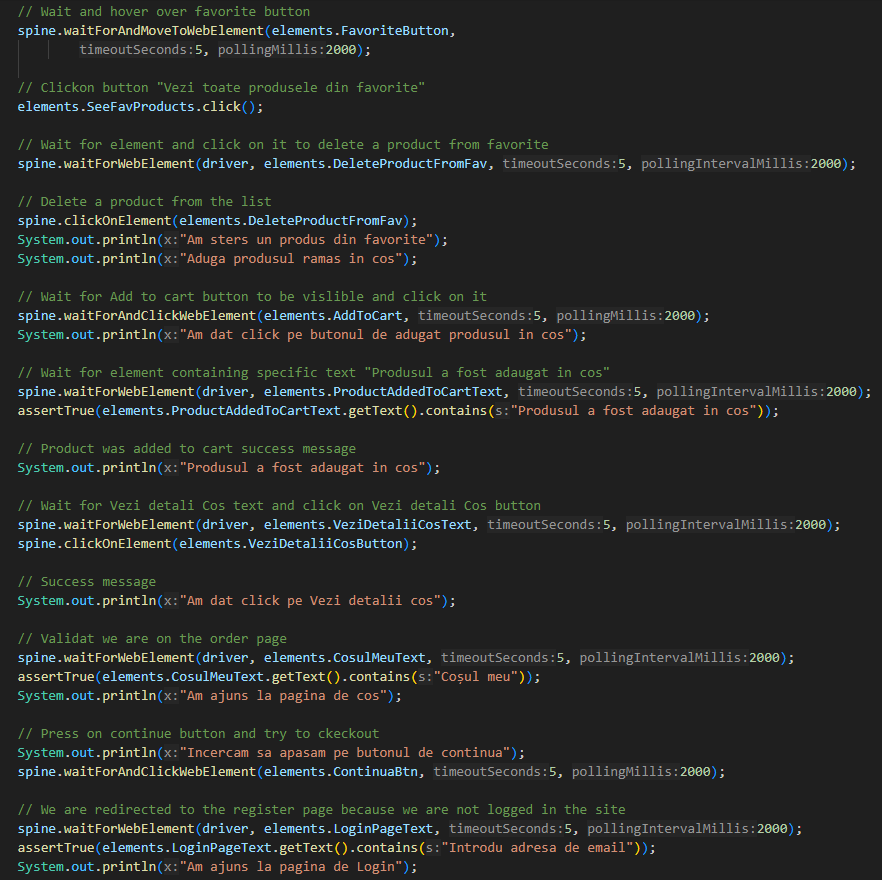 // Wait and hover over favorite button
spine.waitForAndMoveToWebElement(elements.FavoriteButton,
timeoutSeconds:5, pollingMillis:2000);
// Clickon button "Vezi toate produsele din favorite"
elements.SeeFavProducts.click();
// Wait for element and click on it to delete a product from favorite
spine.waitForWebElement(driver, elements.DeleteProductFromFav, timeoutSeconds:5, pollingIntervalMillis:2000);
// Delete a product from the list
spine.clickOnElement(elements.DeleteProductFromFav);
System.out.println(x:"Am sters un produs din favorite");
System.out.println(x:"Aduga produsul ramas in cos");
// Wait for Add to cart button to be vislible and click on it
spine.waitForAndClickWebElement(elements.AddToCart, timeoutSeconds:5, pollingMillis:2000);
System.out.println(x:"Am dat click pe butonul de adugat produsul in cos");
// Wait for element containing specific text "Produsul a fost adaugat in cos"
spine.waitForWebElement(driver, elements.ProductAddedToCartText, timeoutSeconds:5, pollingIntervalMillis:2000);
assertTrue(elements.ProductAddedToCartText.getText().contains(s:"Produsul a fost adaugat in cos"));
// Product was added to cart success message
System.out.println(x:"Produsul a fost adaugat in cos");
// Wait for Vezi detali Cos text and click on Vezi detali Cos button
spine.waitForWebElement(driver, elements.VeziDetaliiCosText, timeoutSeconds:5, pollingIntervalMillis:2000);
spine.clickOnElement(elements.VeziDetaliiCosButton);
// Success message
System.out.println(x:"Am dat click pe Vezi detalii cos");
// Validat we are on the order page
spine.waitForWebElement(driver, elements.CosulMeuText, timeoutSeconds:5, pollingIntervalMillis:2000);
assertTrue(elements.CosulMeuText.getText().contains(s:"Coșul meu"));
System.out.println(x:"Am ajuns la pagina de cos");
// Press on continue button and try to ckeckout
System.out.println(x:"Incercam sa apasam pe butonul de continua");
spine.waitForAndClickWebElement(elements.ContinuaBtn, timeoutSeconds:5, pollingMillis:2000);
// We are redirected to the register page because we are not logged in the site
spine.waitForWebElement(driver, elements.LoginPageText, timeoutSeconds:5, pollingIntervalMillis:2000);
assertTrue(elements.LoginPageText.getText().contains(s:"Introdu adresa de email"));
System.out.println(x:"Am ajuns la pagina de Login");